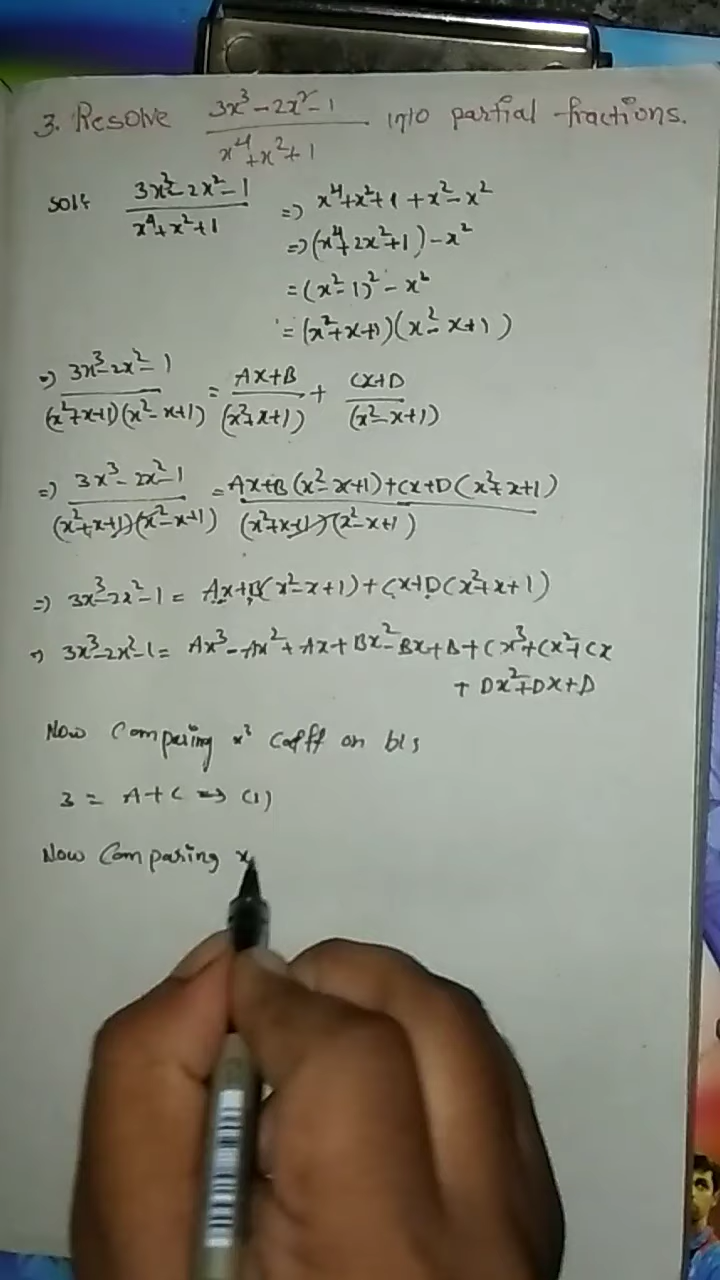 3. Resolve (3x³ - 2x² - 1)/(x⁴ + x² + 1) into partial fractions.
Sol: (3x² - 2x² - 1)/(x⁴ + x² + 1) ⇒ x⁴ + x² + 1 + x² - x²
⇒ (x⁴ + 2x² + 1) - x²
= (x² - 1)² - x²
= (x² + x + 1)(x² - x + 1)
⇒ (3x³ - 2x² - 1)/((x² + x + 1)(x² - x + 1)) = (Ax + B)/(x² + x + 1) + (Cx + D)/(x² - x + 1)
⇒ (3x³ - 2x² - 1)/((x² + x + 1)(x² - x + 1)) = (Ax + B(x² - x + 1) + Cx + D(x² + x + 1))/((x² + x + 1)(x² - x + 1))
⇒ 3x³ - 2x² - 1 = Ax + B(x² - x + 1) + Cx + D(x² + x + 1)
⇒ 3x³ - 2x² - 1 = Ax³ - Ax² + Ax + Bx² - Bx + B + Cx³ + Cx² + Cx
+ Dx² + Dx + D
Now Comparing x³ Coeff on b/s
3 = A + C ⇒ (1)
Now Comparing x